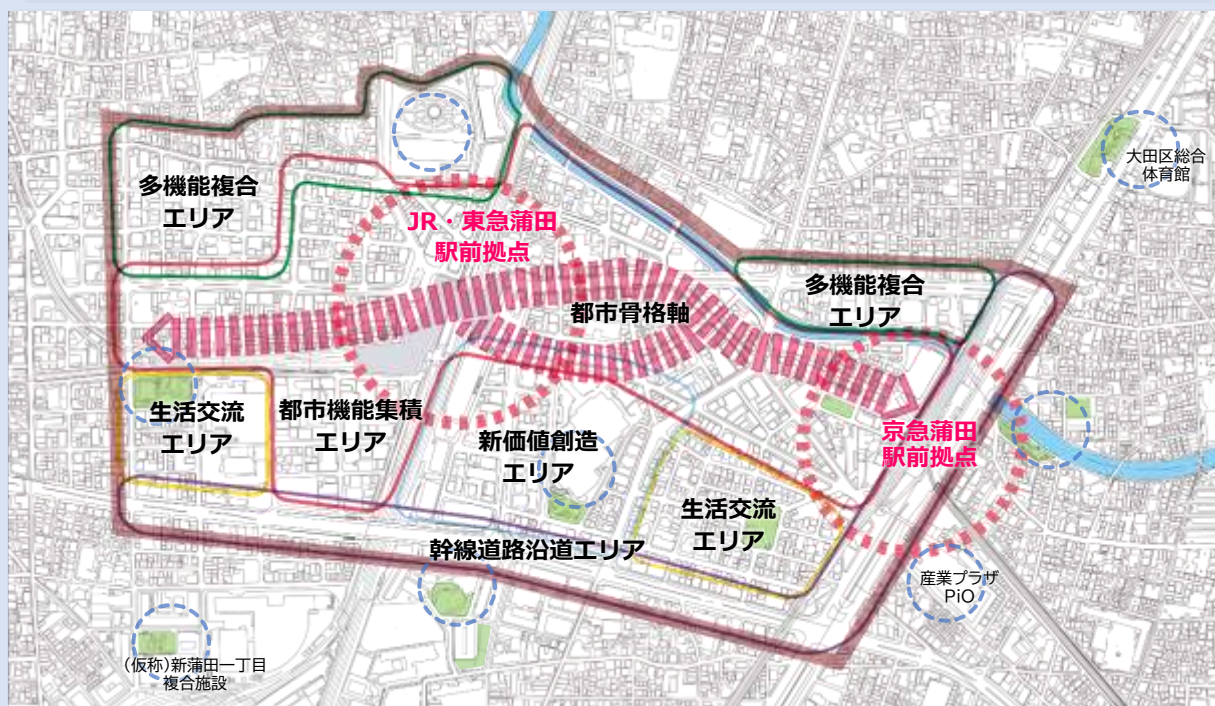 大田区総合
体育館
多機能複合
エリア
JR・東急蒲田
駅前拠点
多機能複合
エリア
都市骨格軸
生活交流
エリア
都市機能集積
エリア
新価値創造
エリア
京急蒲田
駅前拠点
生活交流
エリア
幹線道路沿道エリア
産業プラザ
PiO
(仮称)新蒲田一丁目
複合施設